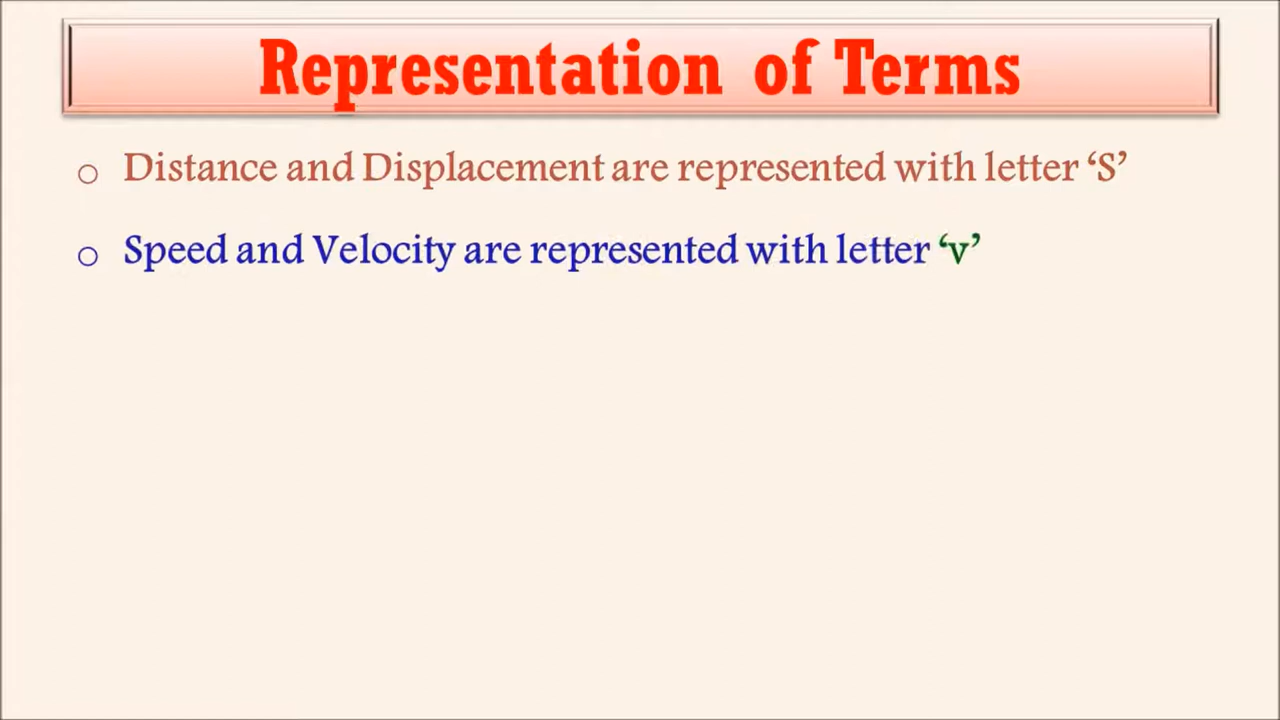 Representation of Terms
Distance and Displacement are represented with letter ‘S’
Speed and Velocity are represented with letter ‘v’